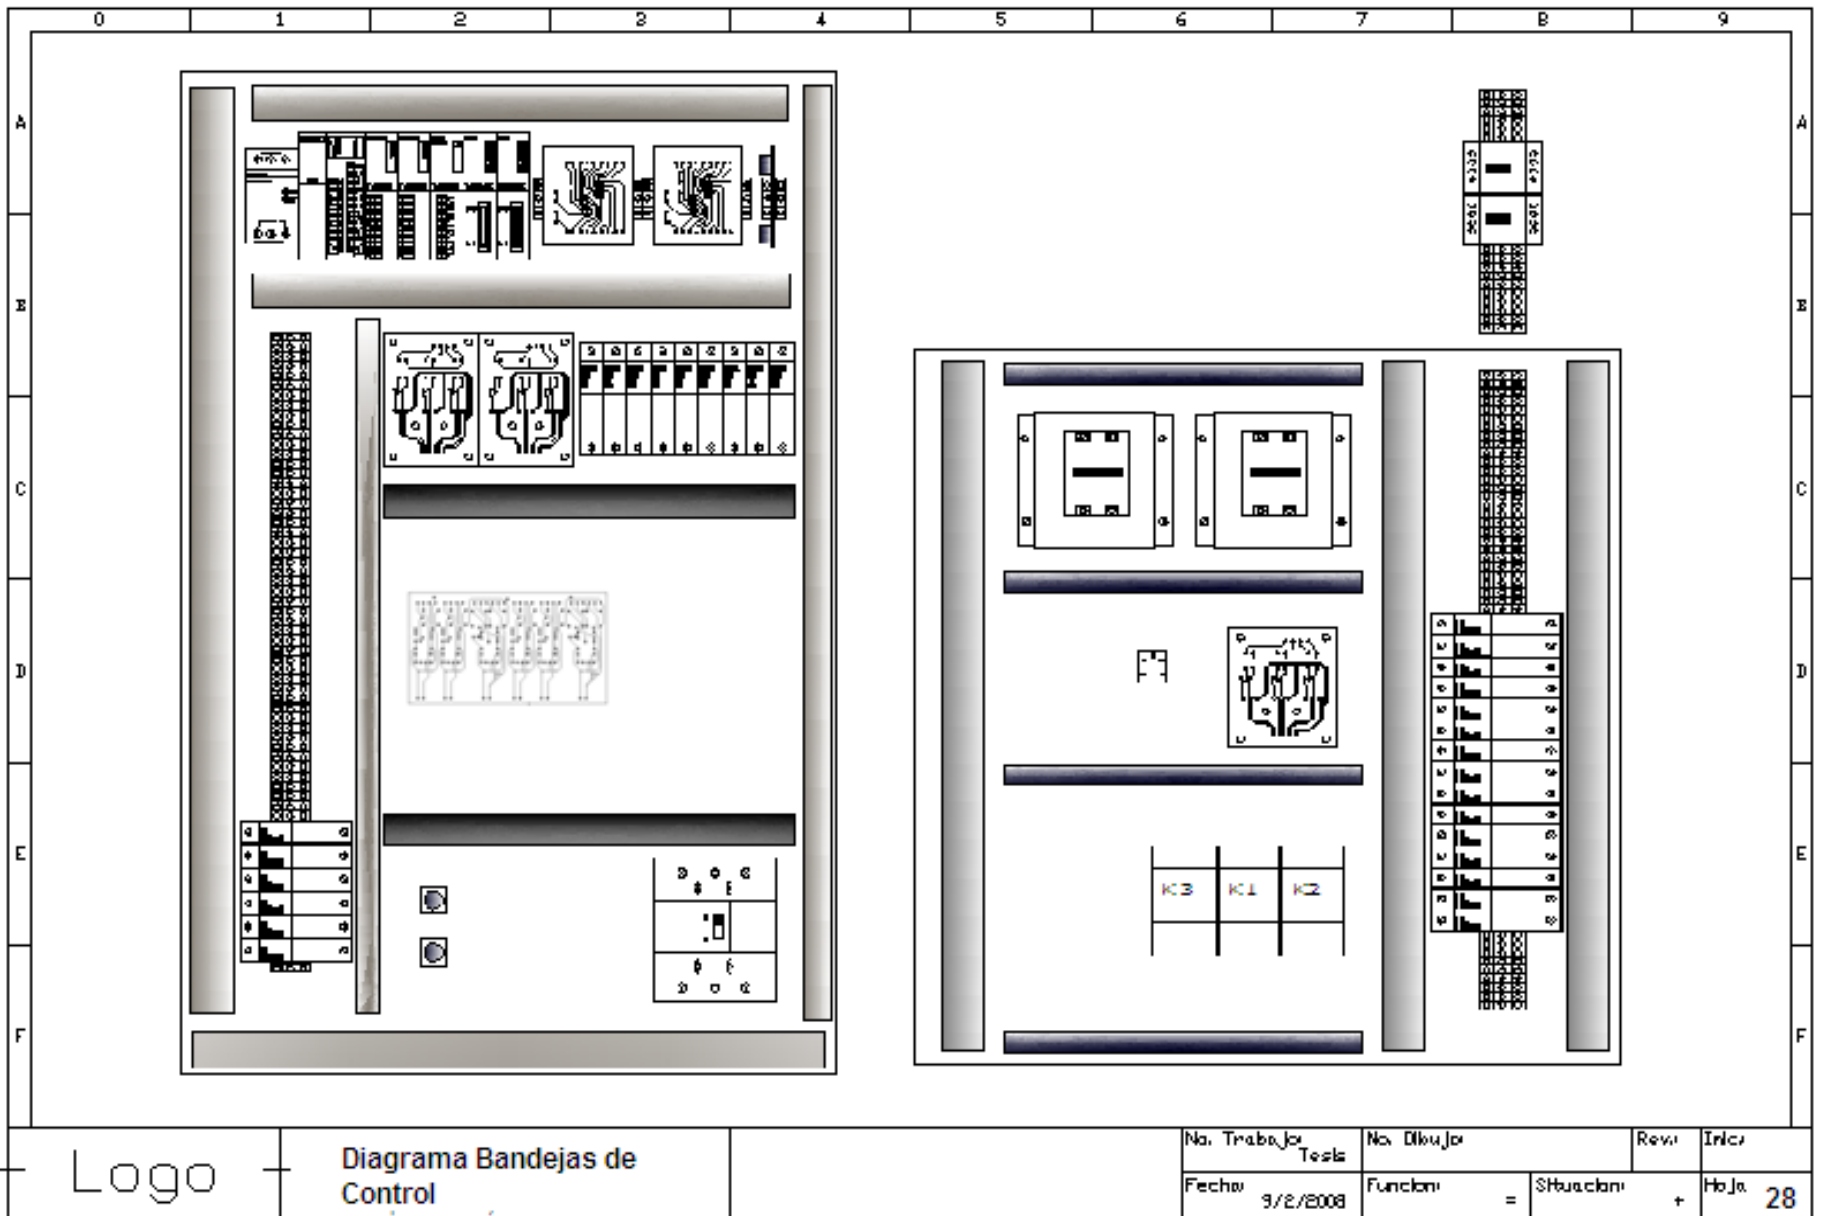 0 1 2 3 4 5 6 7 8 9
A A
B B
C C
D D
E E
F F
K3 K1 K2
Logo
Diagrama Bandejas de
Control
No. Trabajo:
Tesis
No. Dibujo:
Rev.:
Inic.:
Fecha:
9/2/2008
Funcion:
=
Situacion:
+
Hoja
28